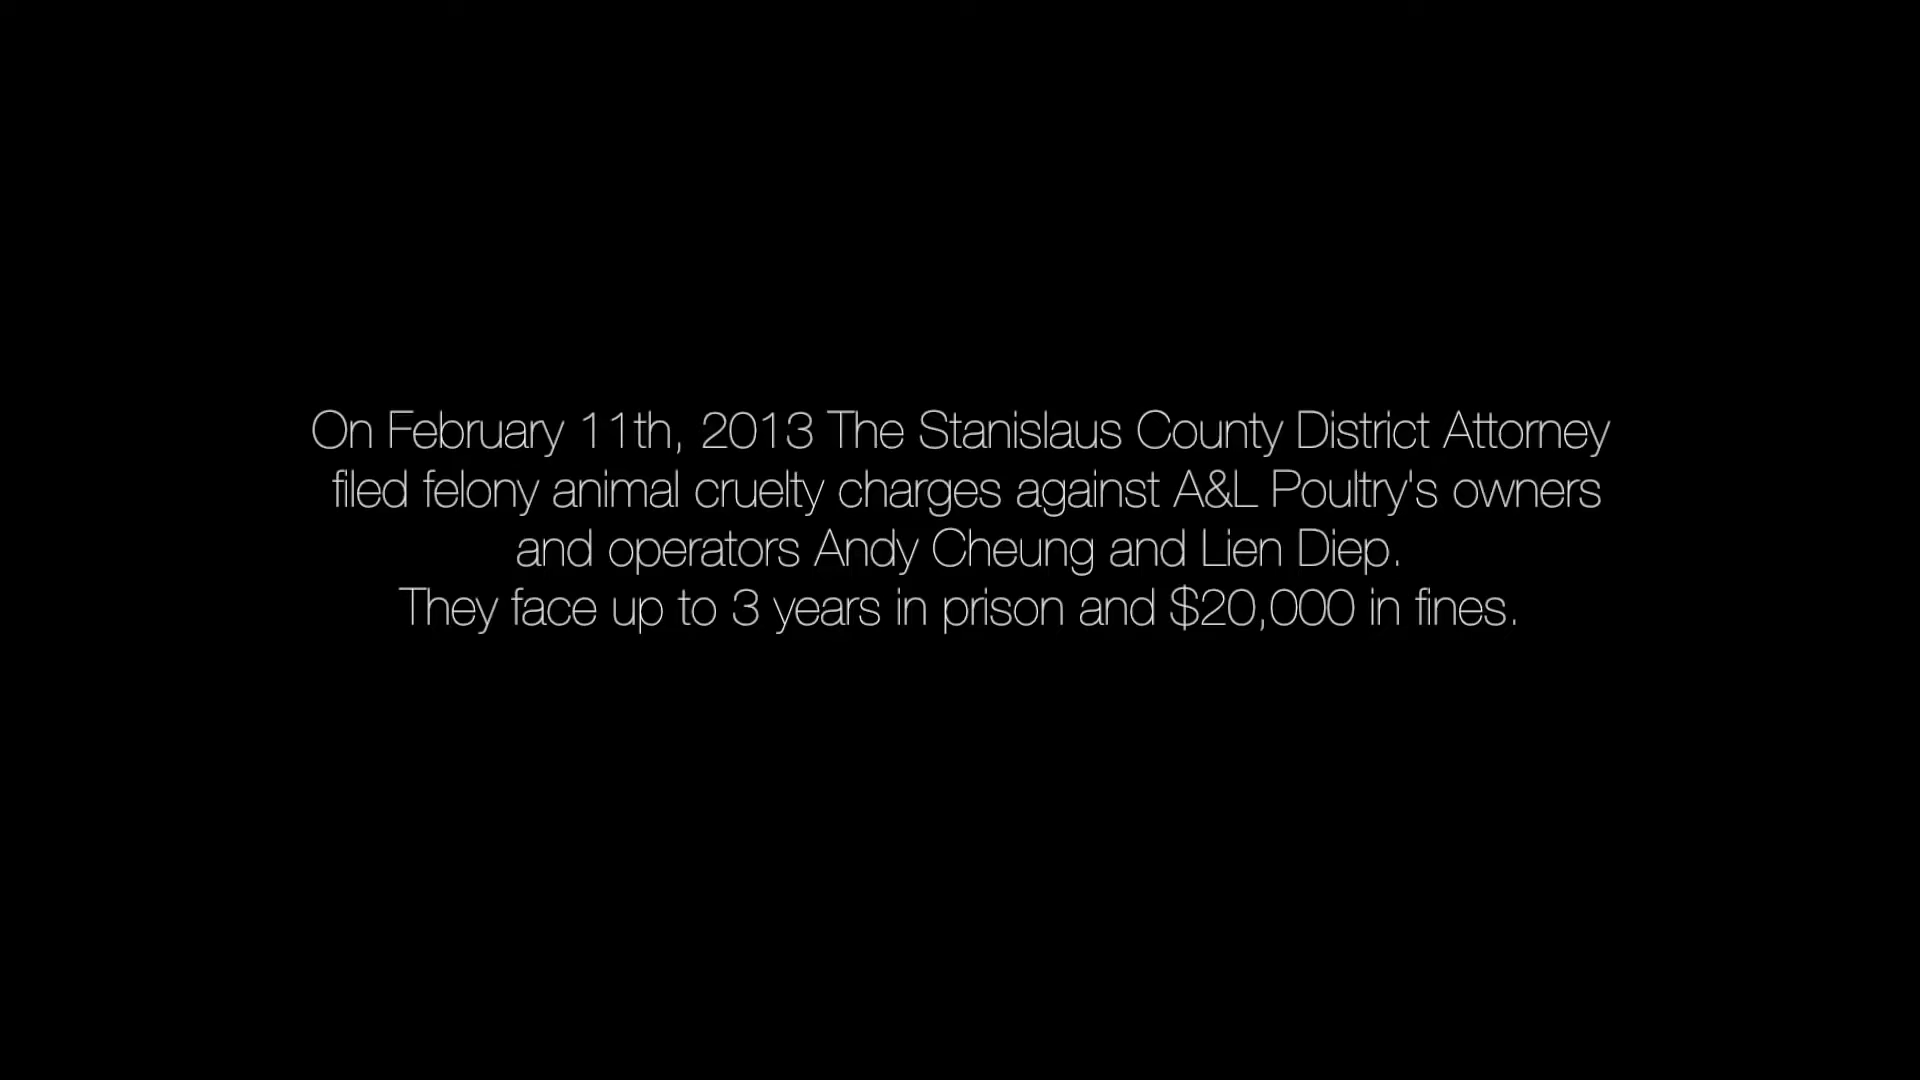 On February 11th, 2013 The Stanislaus County District Attorney
filed felony animal cruelty charges against A&L Poultry's owners
and operators Andy Cheung and Lien Diep.
They face up to 3 years in prison and $20,000 in fines.